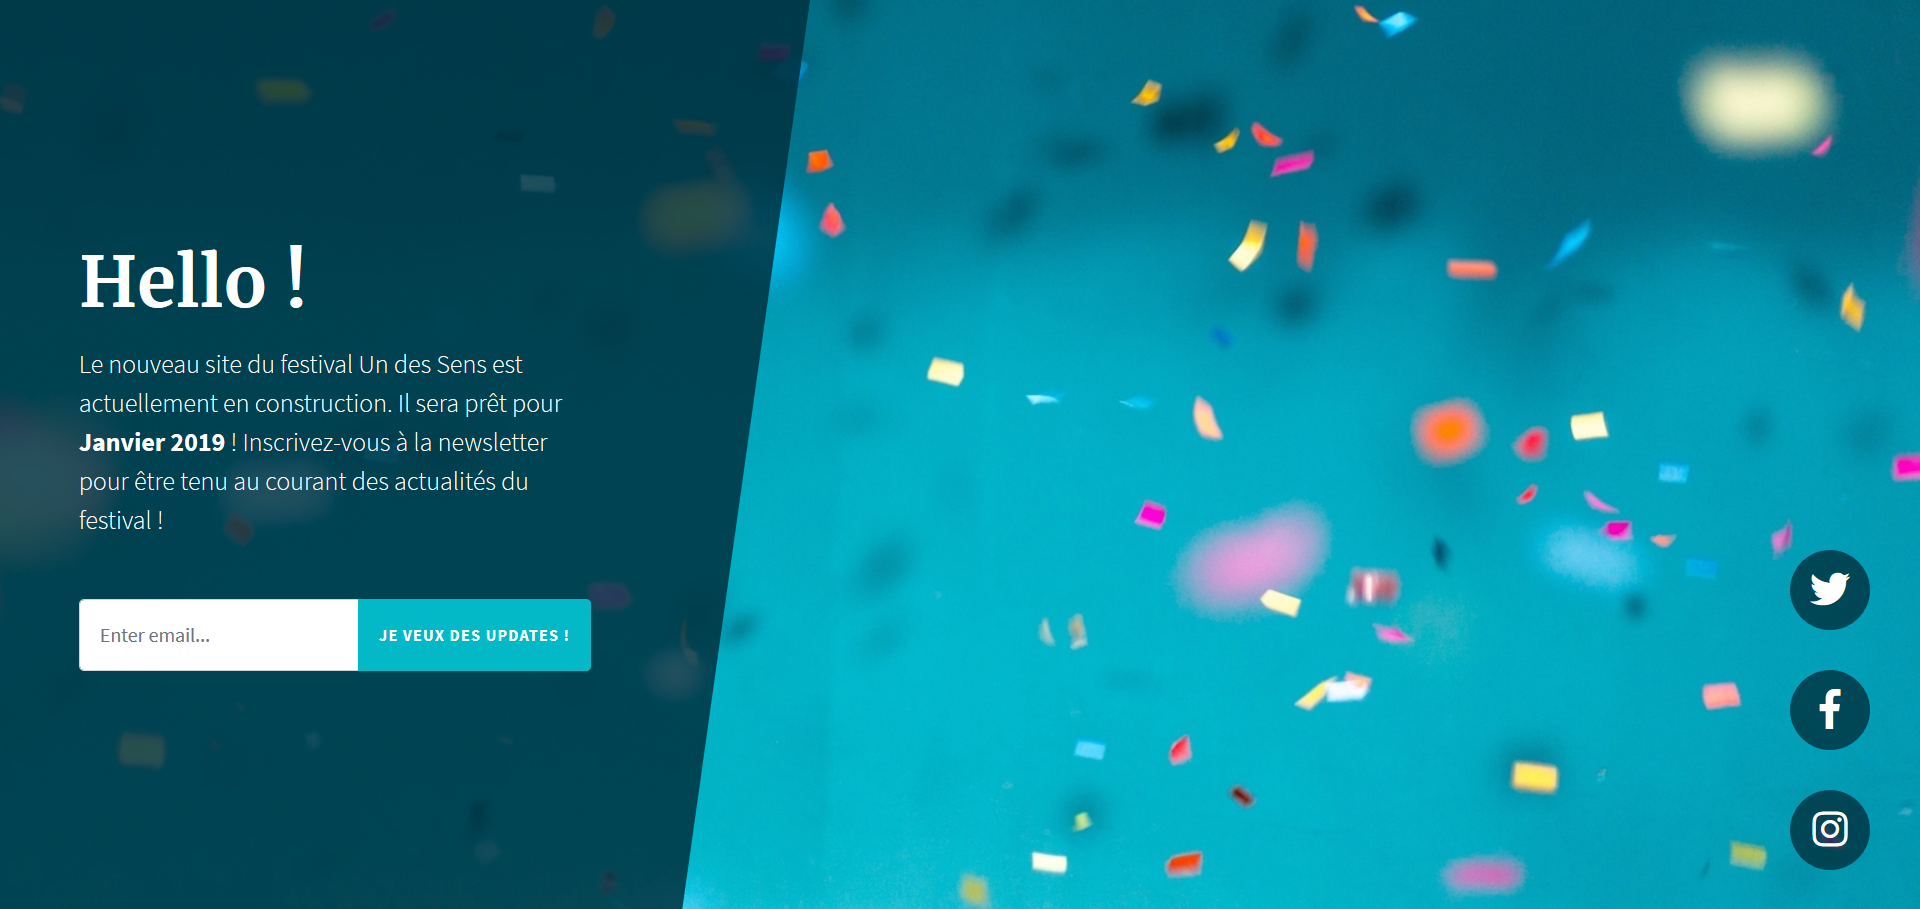 Hello !
Le nouveau site du festival Un des Sens est
actuellement en construction. Il sera prêt pour
Janvier 2019 ! Inscrivez-vous à la newsletter
pour être tenu au courant des actualités du
festival !
Enter email...
JE VEUX DES UPDATES !